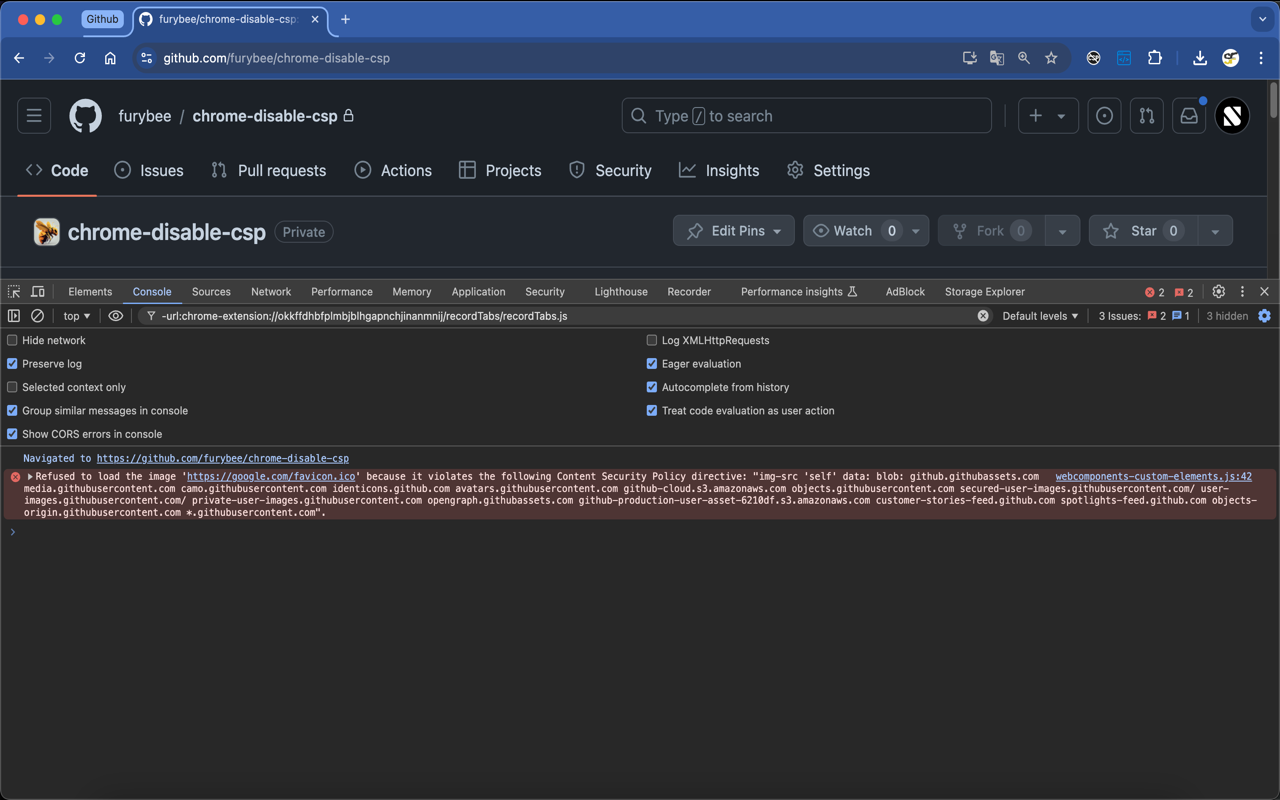 Github
furybee/chrome-disable-csp:
github.com/furybee/chrome-disable-csp
furybee / chrome-disable-csp
Type / to search
Code
Issues
Pull requests
Actions
Projects
Security
Insights
Settings
chrome-disable-csp
Private
Edit Pins
Watch 0
Fork 0
Star 0
Elements
Console
Sources
Network
Performance
Memory
Application
Security
Lighthouse
Recorder
Performance insights
AdBlock
Storage Explorer
2
2
top
-url:chrome-extension://okkffdhbfplmbjblhgapnchjinanmnij/recordTabs/recordTabs.js
Default levels
3 Issues: 2 1
3 hidden
Hide network
Log XMLHttpRequests
Preserve log
Eager evaluation
Selected context only
Autocomplete from history
Group similar messages in console
Treat code evaluation as user action
Show CORS errors in console
Navigated to https://github.com/furybee/chrome-disable-csp
Refused to load the image 'https://google.com/favicon.ico' because it violates the following Content Security Policy directive: "img-src 'self' data: blob: github.githubassets.com
webcomponents-custom-elements.js:42
media.githubusercontent.com camo.githubusercontent.com identicons.github.com avatars.githubusercontent.com github-cloud.s3.amazonaws.com objects.githubusercontent.com secured-user-images.githubusercontent.com/ user-
images.githubusercontent.com/ private-user-images.githubusercontent.com opengraph.githubassets.com github-production-user-asset-6210df.s3.amazonaws.com customer-stories-feed.github.com spotlights-feed.github.com objects-
origin.githubusercontent.com *.githubusercontent.com".